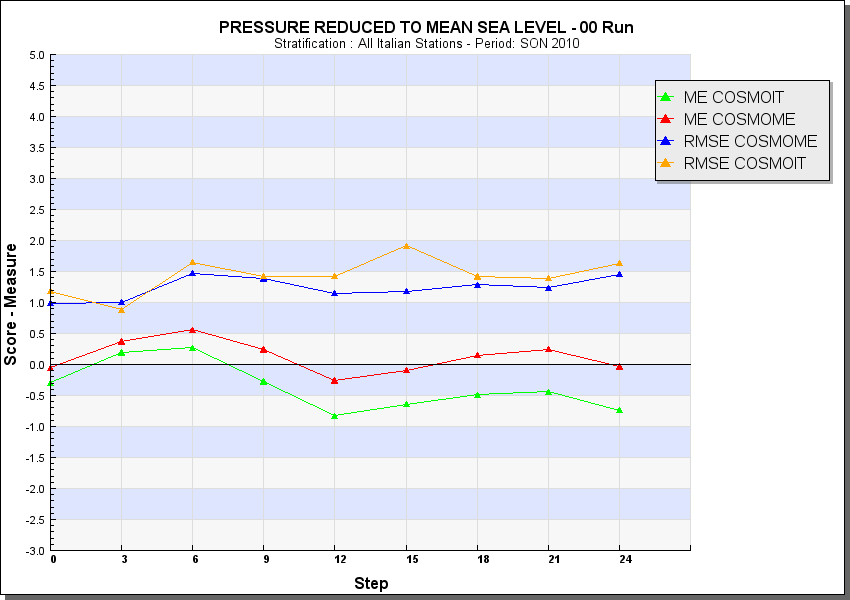 PRESSURE REDUCED TO MEAN SEA LEVEL - 00 Run
Stratification : All Italian Stations - Period: SON 2010
ME COSMOIT
ME COSMOME
RMSE COSMOME
RMSE COSMOIT
Score - Measure
5.0
4.5
4.0
3.5
3.0
2.5
2.0
1.5
1.0
0.5
0.0
-0.5
-1.0
-1.5
-2.0
-2.5
-3.0
0 3 6 9 12 15 18 21 24
Step